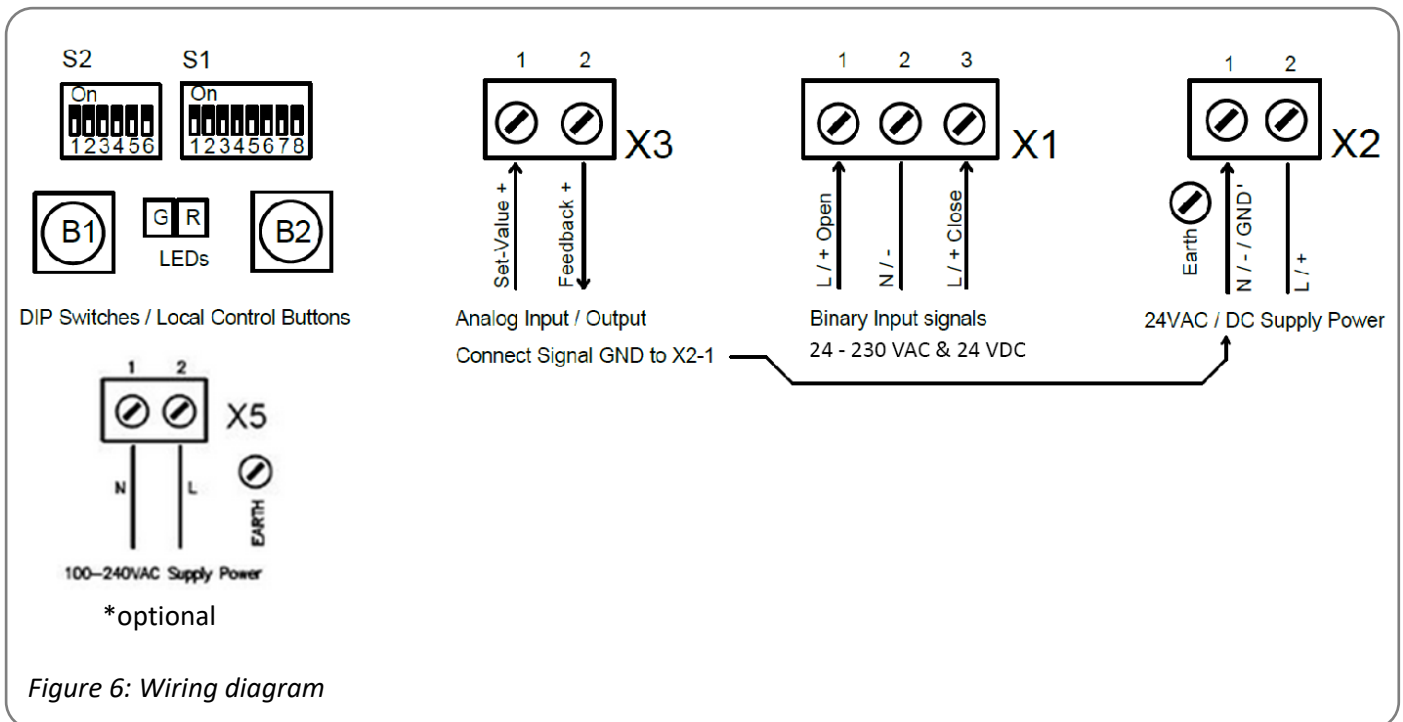 S2 S1
On On
123456 12345678
B1 G R B2
LEDs
DIP Switches / Local Control Buttons
1 2
X3
Set-Value +
Feedback +
Analog Input / Output
Connect Signal GND to X2-1
1 2 3
X1
L / + Open
N / -
L / + Close
Binary Input signals
24 - 230 VAC & 24 VDC
1 2
X2
Earth
N / - / GND'
L / +
24VAC / DC Supply Power
1 2
X5
N L
EARTH
100–240VAC Supply Power
*optional
Figure 6: Wiring diagram